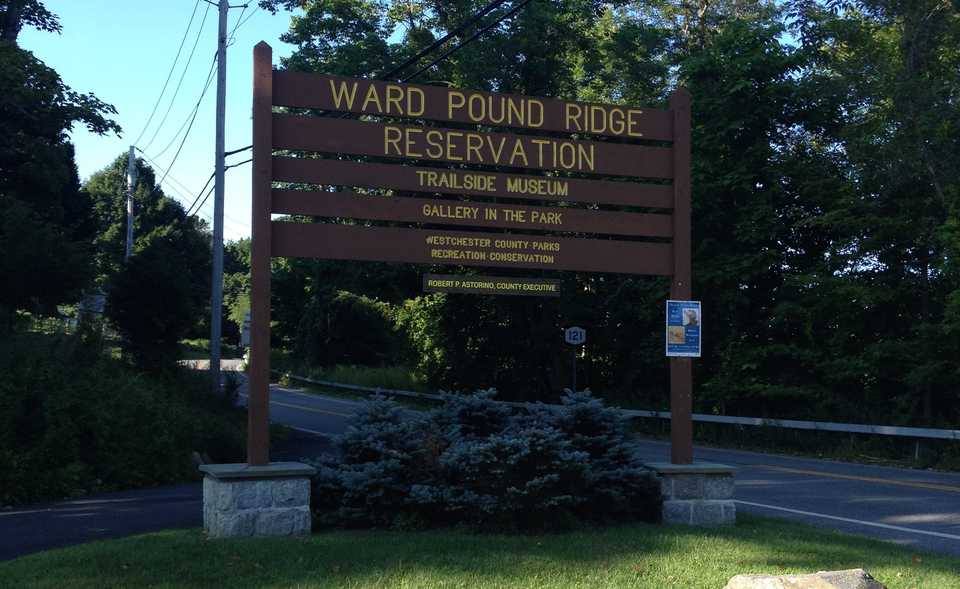 WARD POUND RIDGE
RESERVATION
TRAILSIDE MUSEUM
GALLERY IN THE PARK
WESTCHESTER COUNTY·PARKS
RECREATION·CONSERVATION
ROBERT P. ASTORINO, COUNTY EXECUTIVE
121